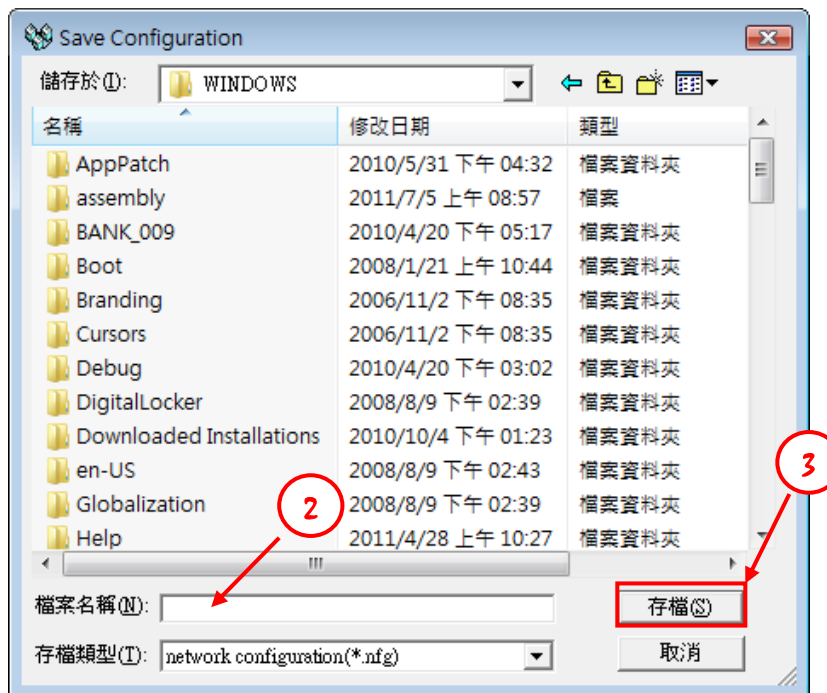 Save Configuration
儲存於(I): WINDOWS
名稱 修改日期 類型
AppPatch 2010/5/31 下午 04:32 檔案資料夾
assembly 2011/7/5 上午 08:57 檔案
BANK_009 2010/4/20 下午 05:17 檔案資料夾
Boot 2008/1/21 上午 10:44 檔案資料夾
Branding 2006/11/2 下午 08:35 檔案資料夾
Cursors 2006/11/2 下午 08:35 檔案資料夾
Debug 2010/4/20 下午 03:02 檔案資料夾
DigitalLocker 2008/8/9 下午 02:39 檔案資料夾
Downloaded Installations 2010/10/4 下午 01:23 檔案資料夾
en-US 2008/8/9 下午 02:43 檔案資料夾
3
Globalization 2008/8/9 下午 02:39 檔案資料夾
2
Help 2011/4/28 上午 10:27 檔案資料夾
檔案名稱(N): 存檔(S)
存檔類型(T): network configuration(*.nfg) 取消